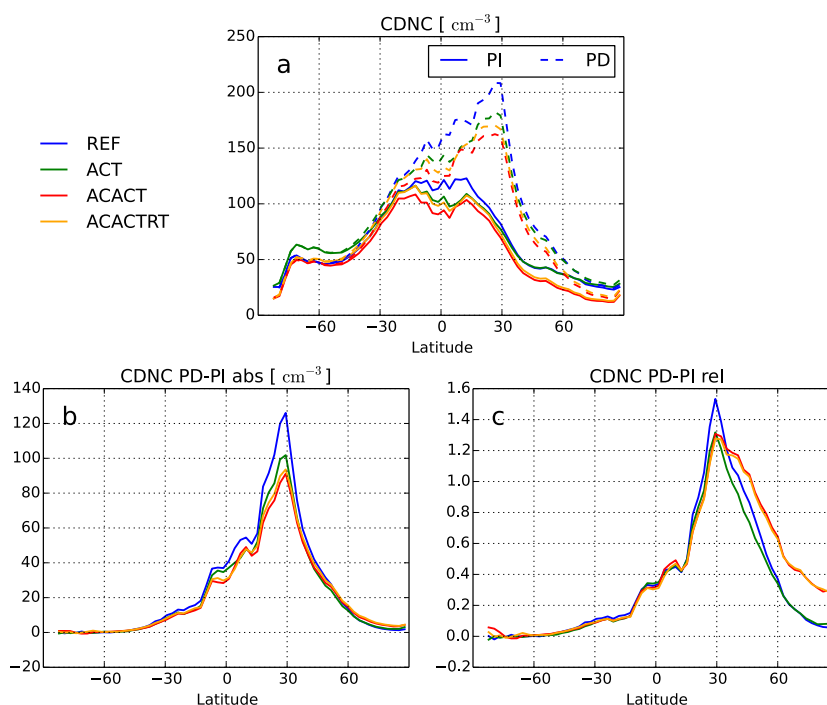 CDNC [ cm⁻³ ]
250
200
150
100
50
0
a
PI
PD
REF
ACT
ACACT
ACACTRT
−60
−30
0
30
60
Latitude
CDNC PD-PI abs [ cm⁻³ ]
140
120
100
80
60
40
20
0
−20
b
−60
−30
0
30
60
Latitude
CDNC PD-PI rel
1.6
1.4
1.2
1.0
0.8
0.6
0.4
0.2
0.0
−0.2
c
−60
−30
0
30
60
Latitude